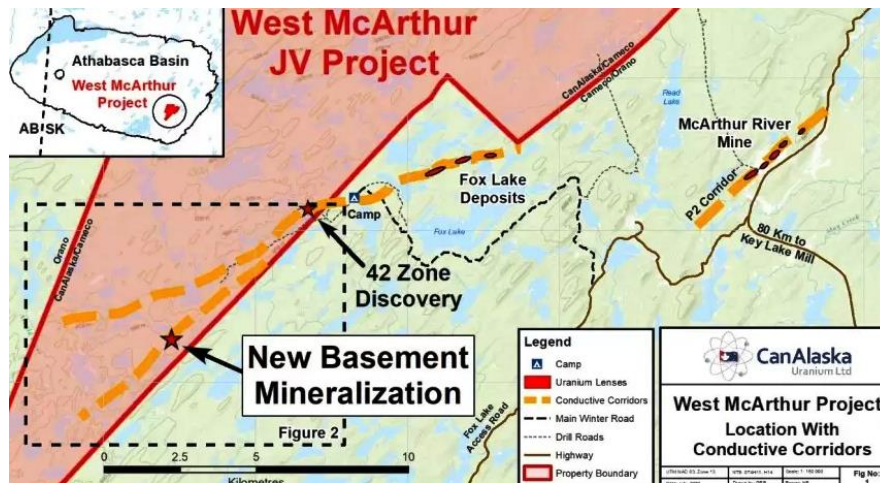 West McArthur
JV Project
Athabasca Basin
West McArthur
Project
AB
SK
CanAlaska/Cameco
Cameco/Orano
Read
Lake
McArthur River
Mine
P2 Corridor
Fox Lake
Deposits
Camp
Fox Lake
80 Km to
Key Lake Mill
Orano
CanAlaska/Cameco
42 Zone
Discovery
New Basement
Mineralization
Figure 2
Fox Lake
Access Road
0
2.5
5
10
Kilometres
Legend
Camp
Uranium Lenses
Conductive Corridors
Main Winter Road
Drill Roads
Highway
Property Boundary
CanAlaska
Uranium Ltd
West McArthur Project
Location With
Conductive Corridors
Fig No: